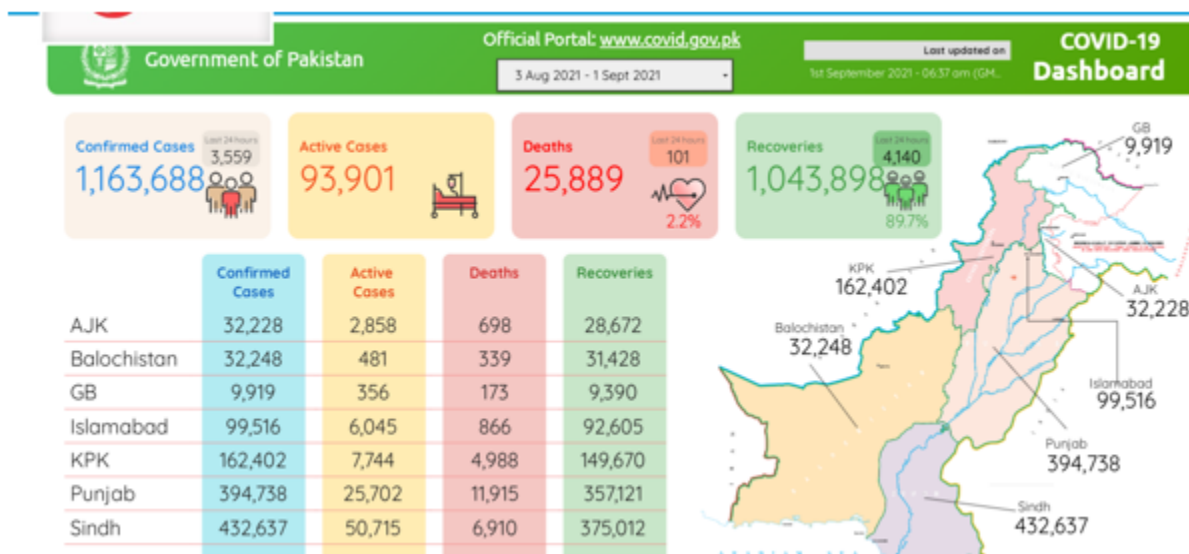 Government of Pakistan
Official Portal: www.covid.gov.pk
3 Aug 2021 - 1 Sept 2021
Last updated on
1st September 2021 - 06:37 am (GM...
COVID-19
Dashboard
Confirmed Cases
Last 24 hours
3,559
1,163,688
Active Cases
93,901
Deaths
Last 24 hours
101
25,889
2.2%
Recoveries
Last 24 hours
4,140
1,043,898
89.7%
Confirmed Cases Active Cases Deaths Recoveries
AJK 32,228 2,858 698 28,672
Balochistan 32,248 481 339 31,428
GB 9,919 356 173 9,390
Islamabad 99,516 6,045 866 92,605
KPK 162,402 7,744 4,988 149,670
Punjab 394,738 25,702 11,915 357,121
Sindh 432,637 50,715 6,910 375,012
GB
9,919
KPK
162,402
AJK
32,228
Balochistan
32,248
Islamabad
99,516
Punjab
394,738
Sindh
432,637